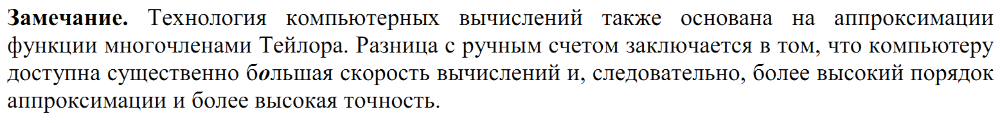 Замечание. Технология компьютерных вычислений также основана на аппроксимации
функции многочленами Тейлора. Разница с ручным счетом заключается в том, что компьютеру
доступна существенно большая скорость вычислений и, следовательно, более высокий порядок
аппроксимации и более высокая точность.